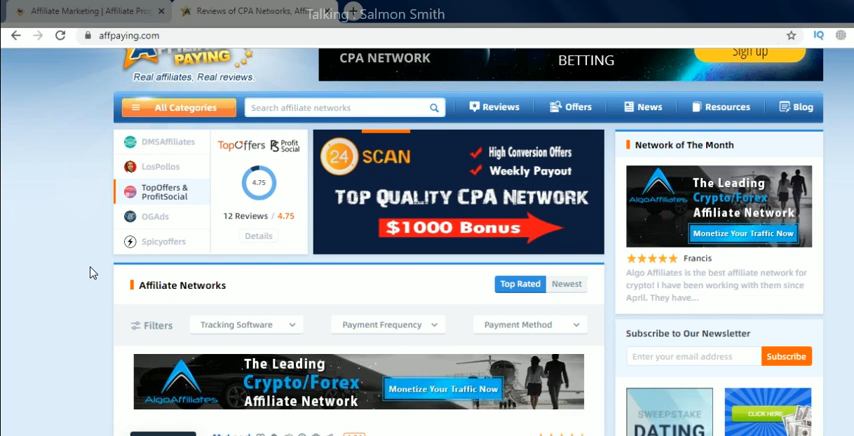 Affiliate Marketing | Affiliate Prog
Reviews of CPA Networks, Affi
Talking: Salmon Smith
affpaying.com
IQ
PAYING
Real affiliates, Real reviews.
CPA NETWORK
BETTING
Sign up
All Categories
Search affiliate networks
Reviews
Offers
News
Resources
Blog
DMSAffiliates
LosPollos
TopOffers &
ProfitSocial
OGAds
Spicyoffers
TopOffers
Profit
Social
4.75
12 Reviews / 4.75
Details
24 SCAN
High Conversion Offers
Weekly Payout
TOP QUALITY CPA NETWORK
$1000 Bonus
Network of The Month
AlgoAffiliates
The Leading
Crypto/Forex
Affiliate Network
Monetize Your Traffic Now
Francis
Algo Affiliates is the best affiliate network for
crypto! I have been working with them since
April. They have...
Affiliate Networks
Top Rated
Newest
Filters
Tracking Software
Payment Frequency
Payment Method
AlgoAffiliates
The Leading
Crypto/Forex
Affiliate Network
Monetize Your Traffic Now
Subscribe to Our Newsletter
Enter your email address
Subscribe
SWEEPSTAKE
DATING
CLICK HERE